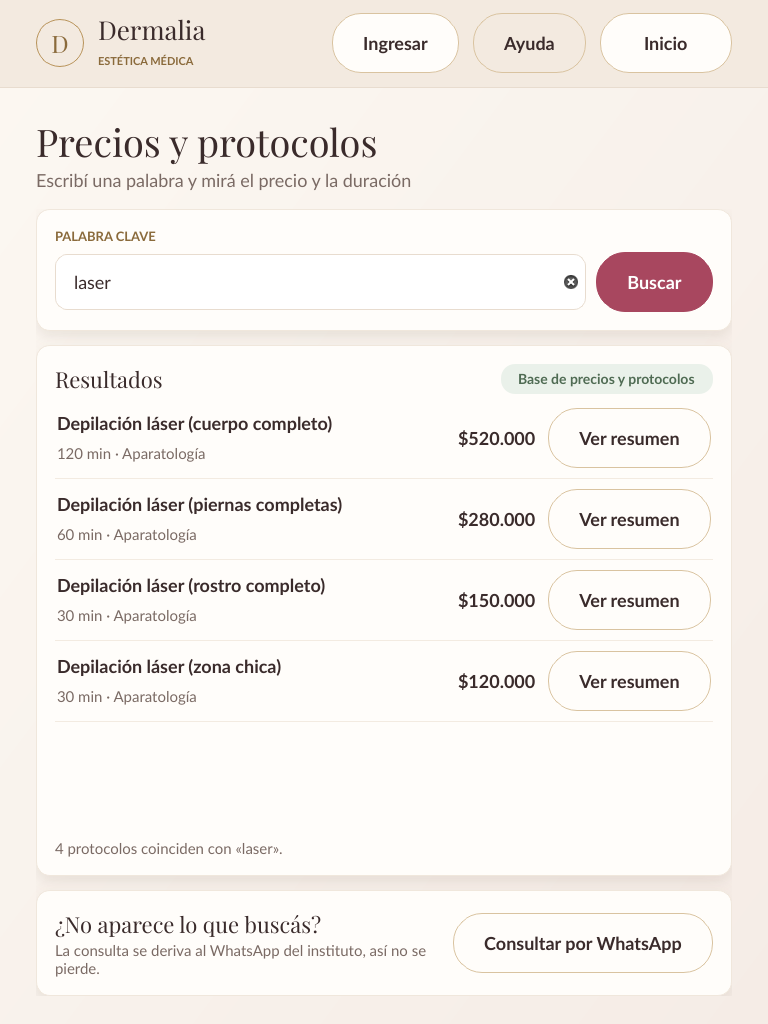 D
Dermalia
ESTÉTICA MÉDICA
Ingresar
Ayuda
Inicio
Precios y protocolos
Escribí una palabra y mirá el precio y la duración
PALABRA CLAVE
laser
Buscar
Resultados
Base de precios y protocolos
Depilación láser (cuerpo completo)
120 min · Aparatología
$520.000
Ver resumen
Depilación láser (piernas completas)
60 min · Aparatología
$280.000
Ver resumen
Depilación láser (rostro completo)
30 min · Aparatología
$150.000
Ver resumen
Depilación láser (zona chica)
30 min · Aparatología
$120.000
Ver resumen
4 protocolos coinciden con «laser».
¿No aparece lo que buscás?
La consulta se deriva al WhatsApp del instituto, así no se
pierde.
Consultar por WhatsApp